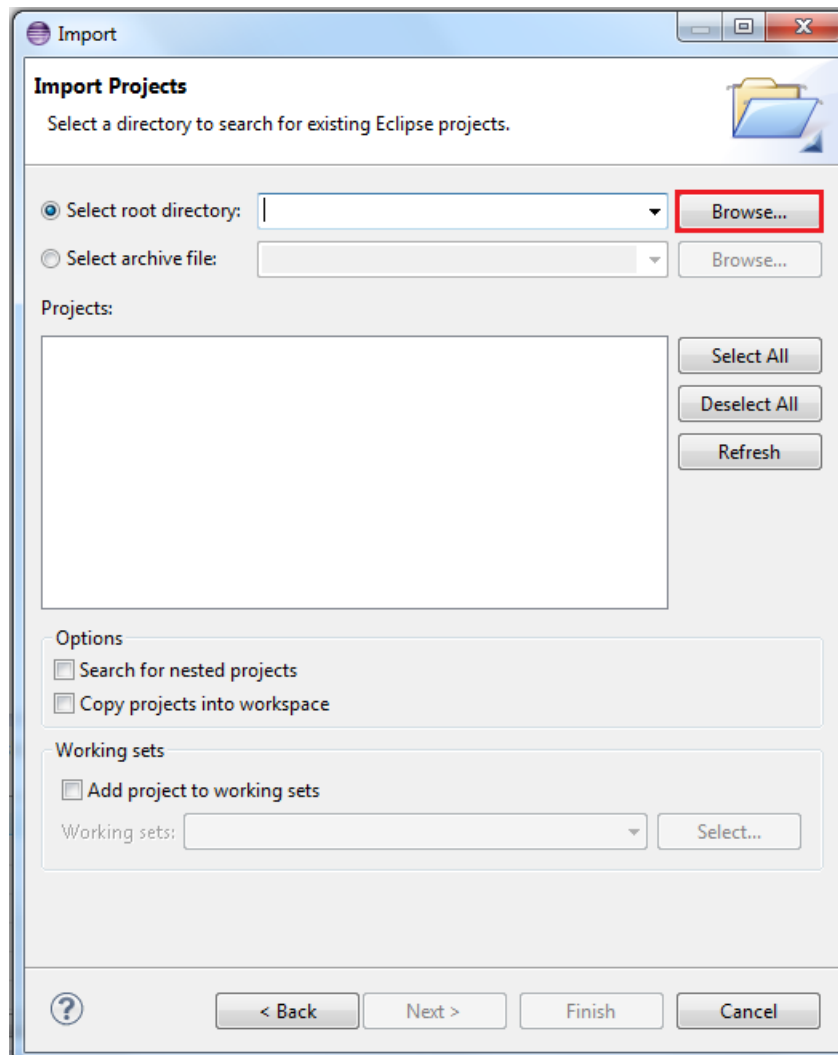 Import
Import Projects
Select a directory to search for existing Eclipse projects.
Select root directory: Browse...
Select archive file: Browse...
Projects:
Select All
Deselect All
Refresh
Options
Search for nested projects
Copy projects into workspace
Working sets
Add project to working sets
Working sets: Select...
? < Back Next > Finish Cancel